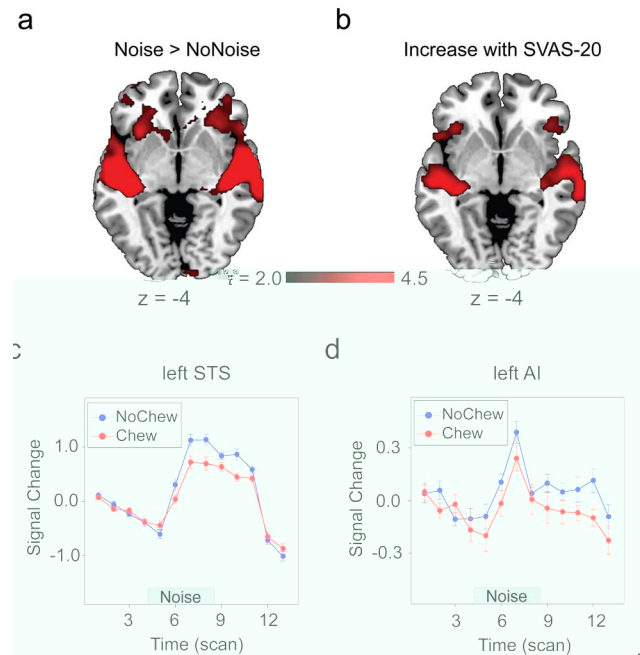 a
b
Noise > NoNoise
Increase with SVAS-20
= 2.0
4.5
z = -4
z = -4
c
d
left STS
left AI
NoChew
Chew
NoChew
Chew
Signal Change
1.0
0.0
-1.0
Signal Change
0.3
0.0
-0.3
Noise
Noise
3
6
9
12
3
6
9
12
Time (scan)
Time (scan)